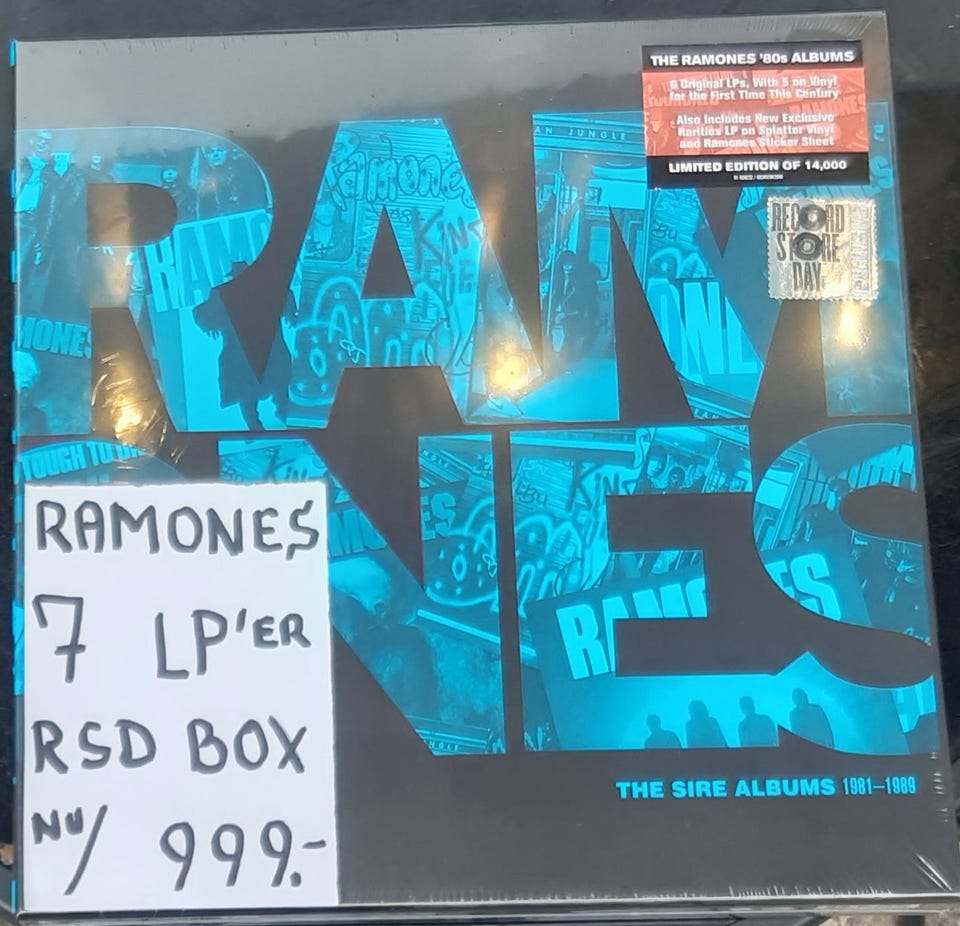 THE RAMONES '80s ALBUMS
6 Original LPs, With 5 on Vinyl
for the First Time This Century
Also Includes New Exclusive
Rarities LP on Splatter Vinyl
and Ramones Sticker Sheet
LIMITED EDITION OF 14,000
RECORD
STORE
DAY
RAM
NES
RAMONES
7 LP'ER
RSD BOX
NU/ 999.-
THE SIRE ALBUMS 1981–1989